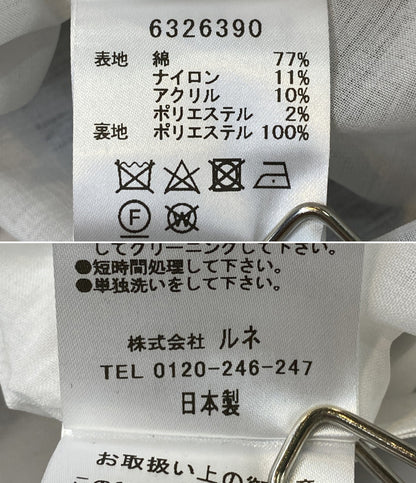 6326390
表地 綿 77%
ナイロン 11%
アクリル 10%
ポリエステル 2%
裏地 ポリエステル 100%
F W
してクリーニングして下さい。
●短時間処理して下さい。
●単独洗いをして下さい。
株式会社 ルネ
TEL 0120-246-247
日本製
お取扱い上の御注意